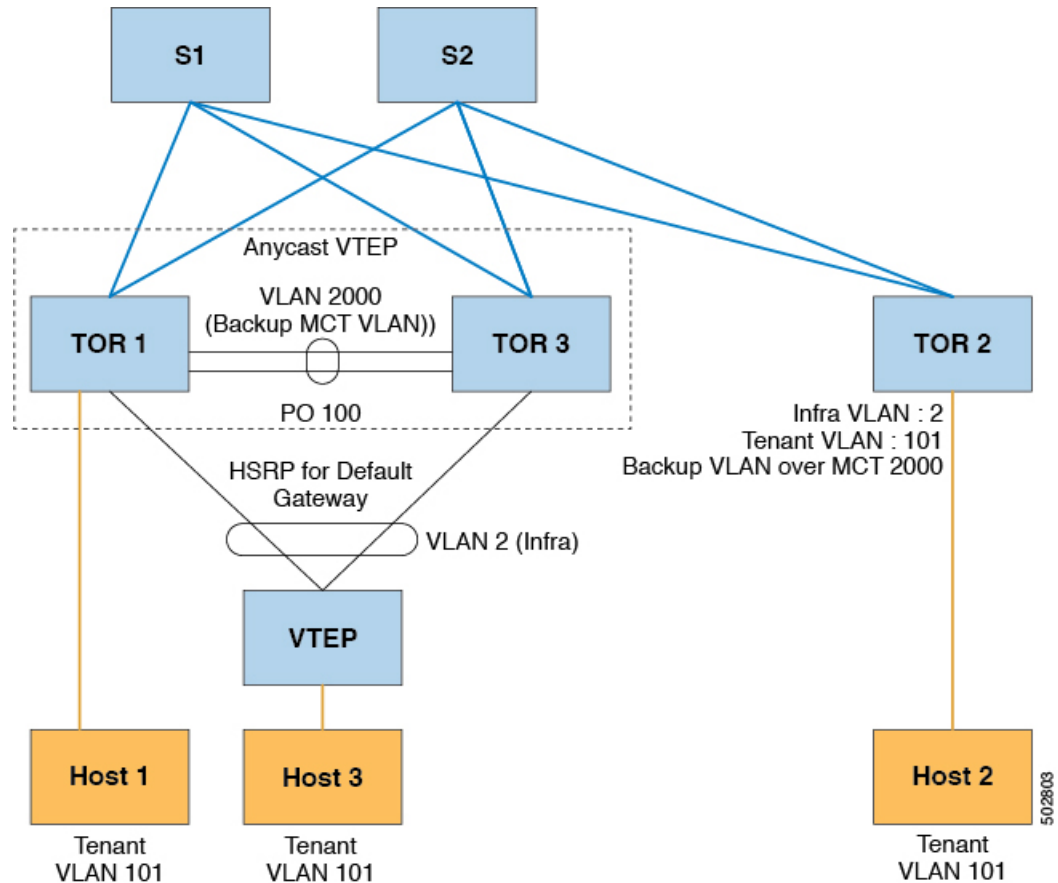 S1
S2
Anycast VTEP
VLAN 2000
(Backup MCT VLAN))
TOR 1
TOR 3
TOR 2
PO 100
Infra VLAN : 2
Tenant VLAN : 101
Backup VLAN over MCT 2000
HSRP for Default
Gateway
VLAN 2 (Infra)
VTEP
Host 1
Host 3
Host 2
Tenant
VLAN 101
Tenant
VLAN 101
Tenant
VLAN 101
502803